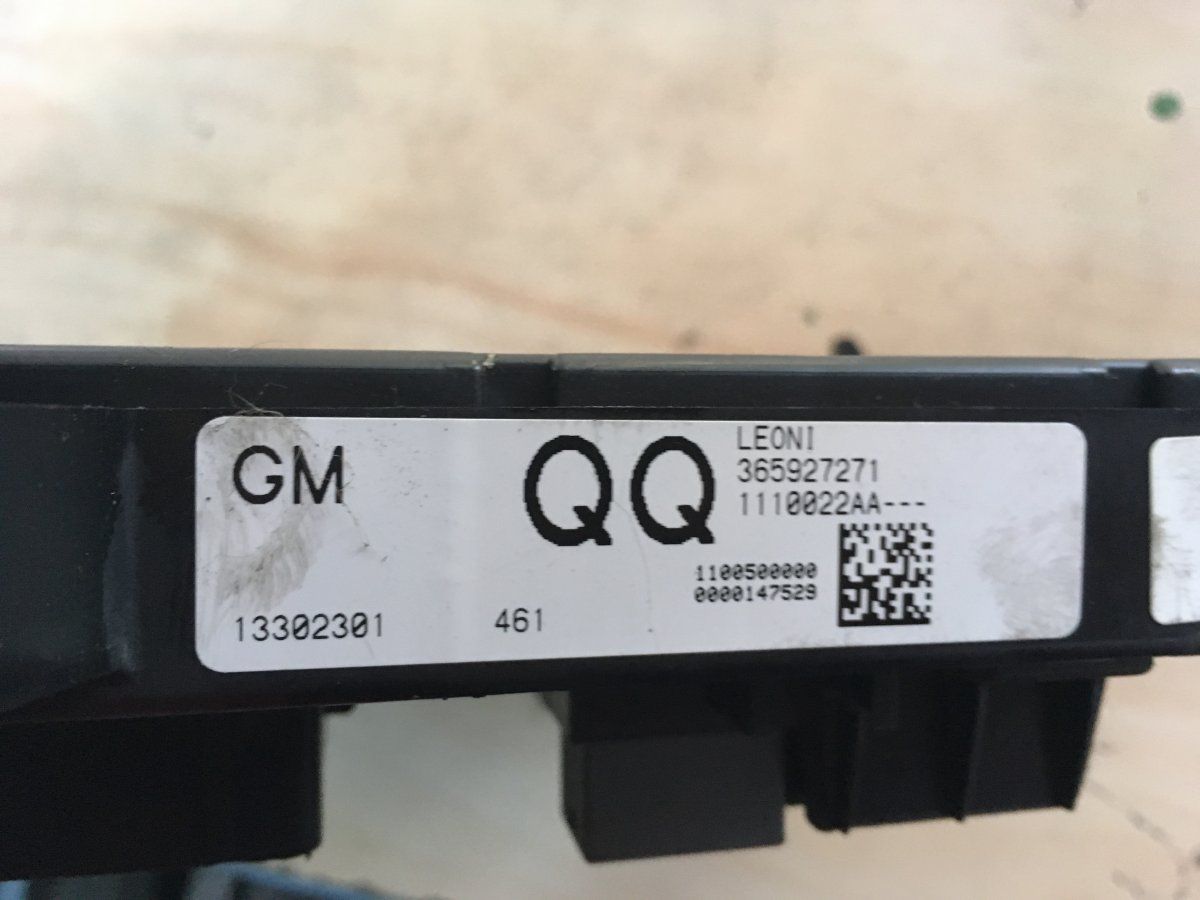 GM
QQ
LEONI
365927271
1110022AA---
1100500000
0000147529
13302301
461